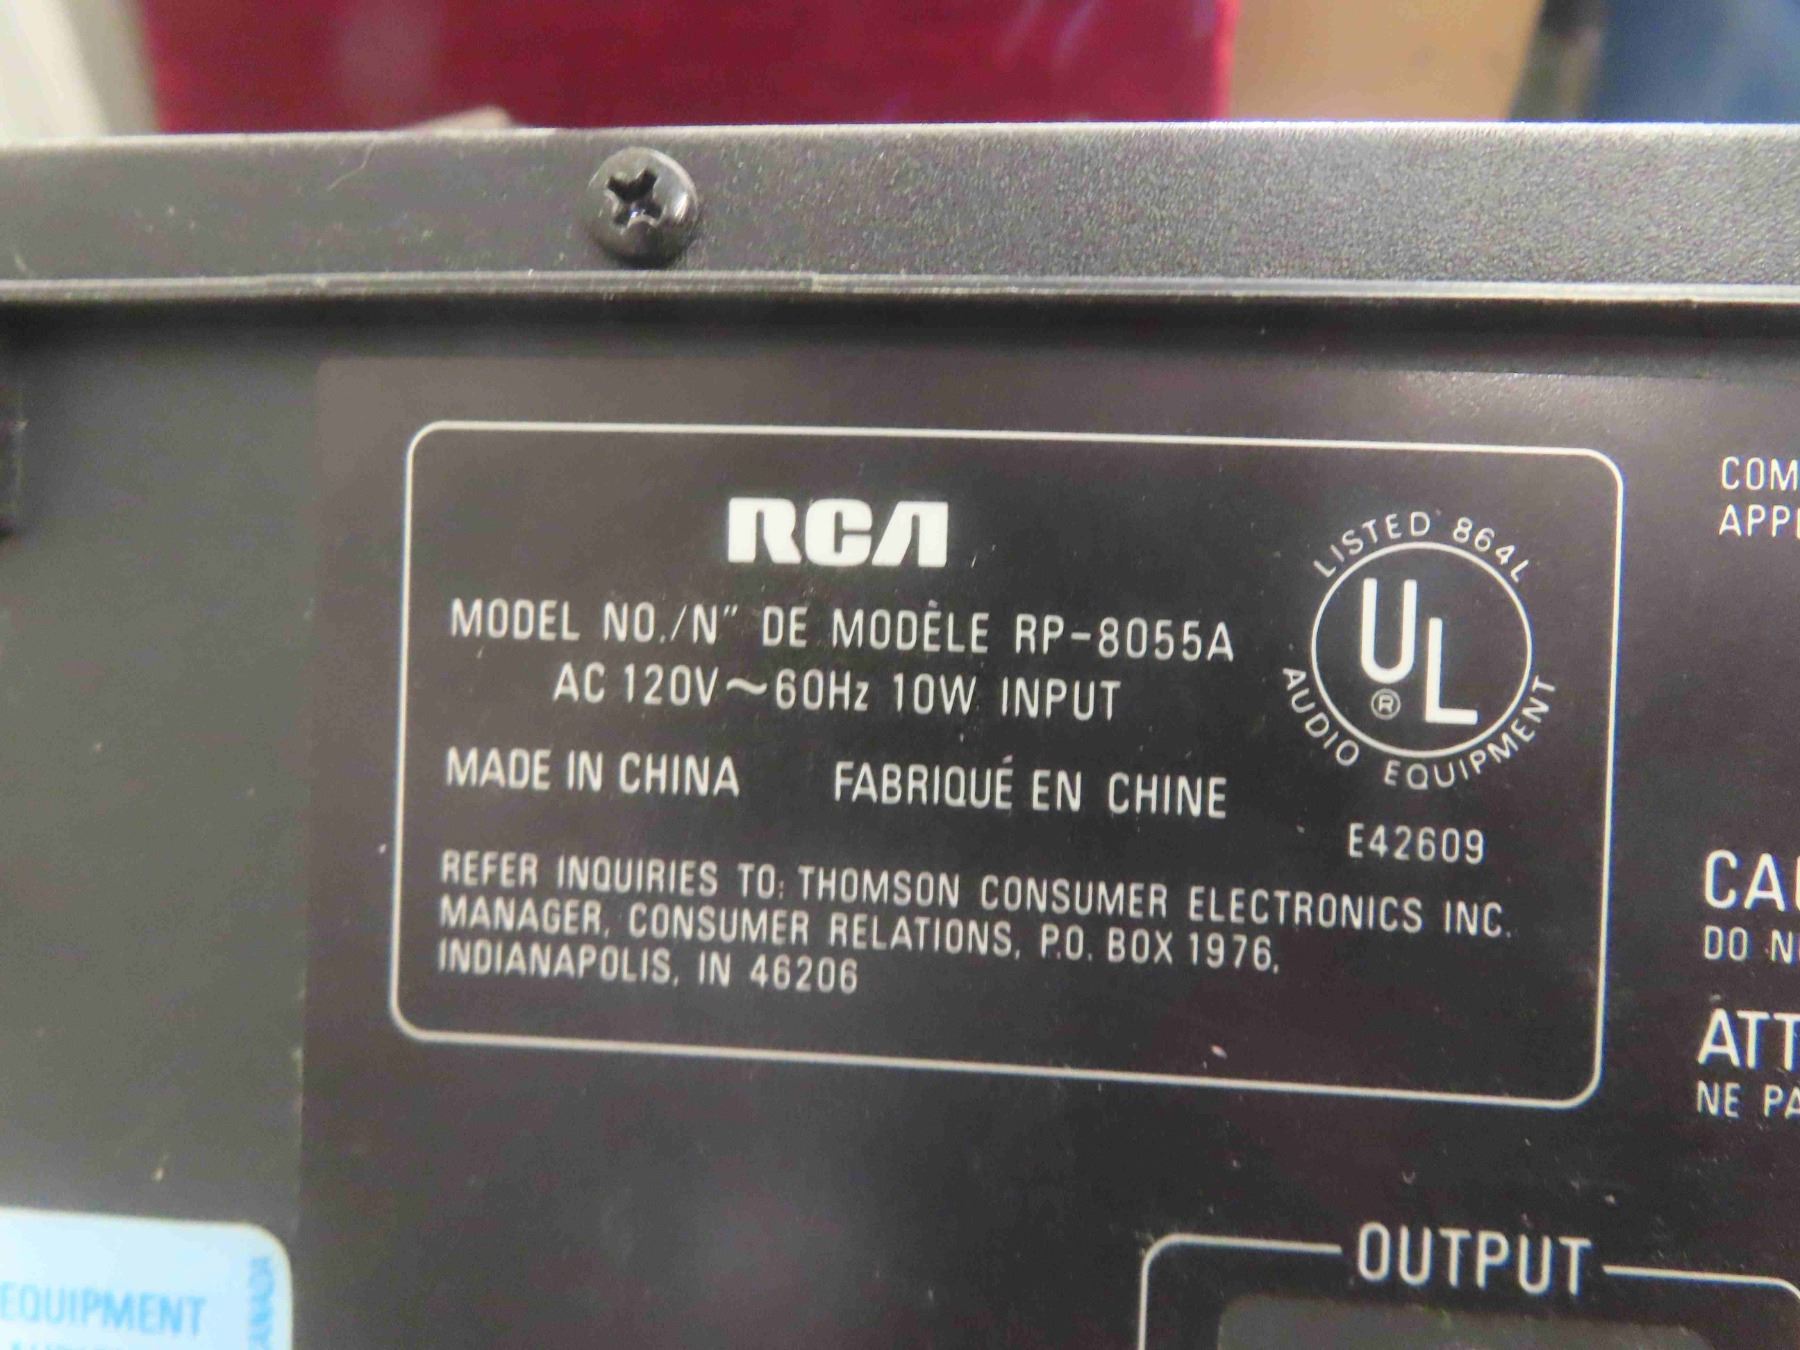 RCA
MODEL NO./N" DE MODÈLE RP-8055A
AC 120V~60Hz 10W INPUT
MADE IN CHINA FABRIQUÉ EN CHINE
LISTED 864L
UL
®
AUDIO EQUIPMENT
E42609
REFER INQUIRIES TO: THOMSON CONSUMER ELECTRONICS INC.
MANAGER, CONSUMER RELATIONS, P.O. BOX 1976,
INDIANAPOLIS, IN 46206
COM
APP
CA
DO N
ATT
NE PA
OUTPUT
EQUIPMENT
CANADA